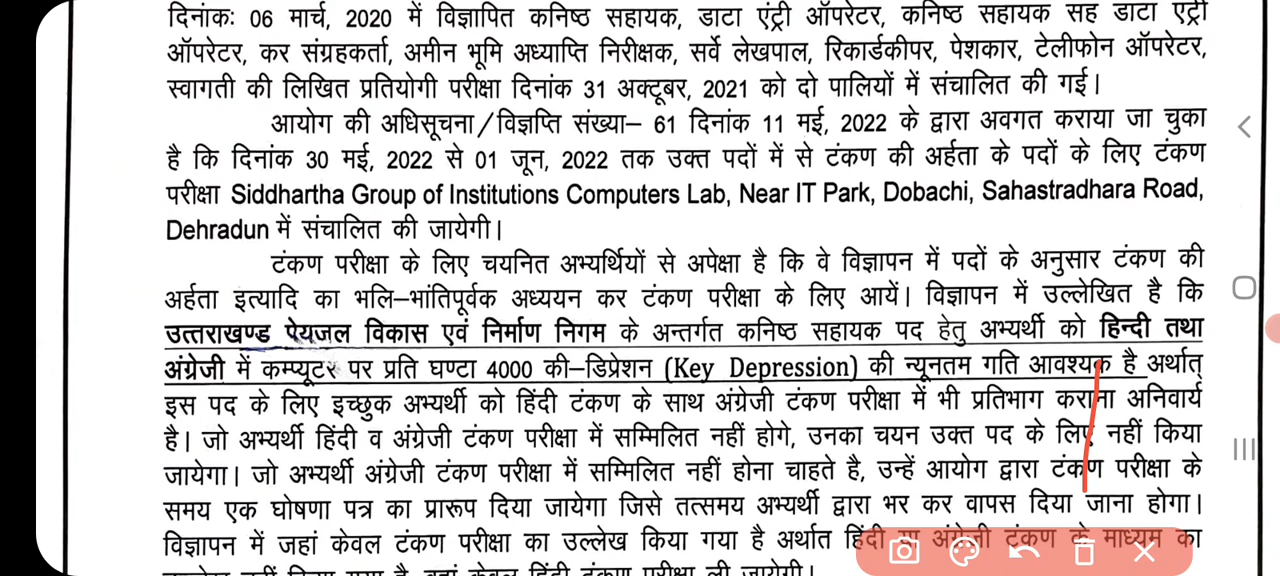 दिनांकः 06 मार्च, 2020 में विज्ञापित कनिष्ठ सहायक, डाटा एंट्री ऑपरेटर, कनिष्ठ सहायक सह डाटा एंट्री
ऑपरेटर, कर संग्रहकर्ता, अमीन भूमि अध्याप्ति निरीक्षक, सर्वे लेखपाल, रिकार्डकीपर, पेशकार, टेलीफोन ऑपरेटर,
स्वागती की लिखित प्रतियोगी परीक्षा दिनांक 31 अक्टूबर, 2021 को दो पालियों में संचालित की गई।
आयोग की अधिसूचना/विज्ञप्ति संख्या– 61 दिनांक 11 मई, 2022 के द्वारा अवगत कराया जा चुका
है कि दिनांक 30 मई, 2022 से 01 जून, 2022 तक उक्त पदों में से टंकण की अर्हता के पदों के लिए टंकण
परीक्षा Siddhartha Group of Institutions Computers Lab, Near IT Park, Dobachi, Sahastradhara Road,
Dehradun में संचालित की जायेगी।
टंकण परीक्षा के लिए चयनित अभ्यर्थियों से अपेक्षा है कि वे विज्ञापन में पदों के अनुसार टंकण की
अर्हता इत्यादि का भलि–भांतिपूर्वक अध्ययन कर टंकण परीक्षा के लिए आयें। विज्ञापन में उल्लेखित है कि
उत्तराखण्ड पेयजल विकास एवं निर्माण निगम के अन्तर्गत कनिष्ठ सहायक पद हेतु अभ्यर्थी को हिन्दी तथा
अंग्रेजी में कम्प्यूटर पर प्रति घण्टा 4000 की–डिप्रेशन (Key Depression) की न्यूनतम गति आवश्यक है अर्थात्
इस पद के लिए इच्छुक अभ्यर्थी को हिंदी टंकण के साथ अंग्रेजी टंकण परीक्षा में भी प्रतिभाग कराना अनिवार्य
है। जो अभ्यर्थी हिंदी व अंग्रेजी टंकण परीक्षा में सम्मिलित नहीं होगे, उनका चयन उक्त पद के लिए नहीं किया
जायेगा। जो अभ्यर्थी अंग्रेजी टंकण परीक्षा में सम्मिलित नहीं होना चाहते है, उन्हें आयोग द्वारा टंकण परीक्षा के
समय एक घोषणा पत्र का प्रारूप दिया जायेगा जिसे तत्समय अभ्यर्थी द्वारा भर कर वापस दिया जाना होगा।
विज्ञापन में जहां केवल टंकण परीक्षा का उल्लेख किया गया है अर्थात हिंदी या अंग्रेजी टंकण के माध्यम का
उल्लेख नहीं किया गया है, वहां केवल हिंदी टंकण परीक्षा ली जायेगी।